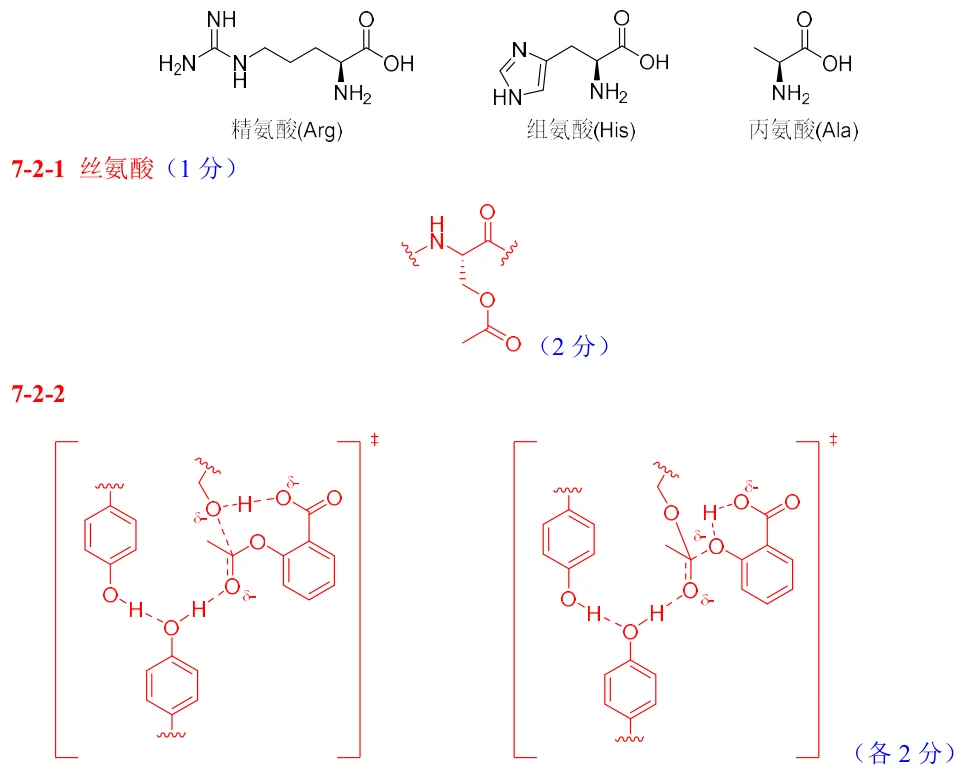 NH
O
H₂N
N
H
OH
NH₂
O
N
OH
HN
NH₂
O
OH
NH₂
精氨酸(Arg)
组氨酸(His)
丙氨酸(Ala)
7-2-1 丝氨酸（1 分）
H
N
O
O
O
（2 分）
7-2-2
‡
O
δ-
H
O
δ-
O
O
O
δ-
O
H
H
O
‡
O
H
O
δ-
O
δ-
O
O
δ-
O
H
H
O
（各 2 分）